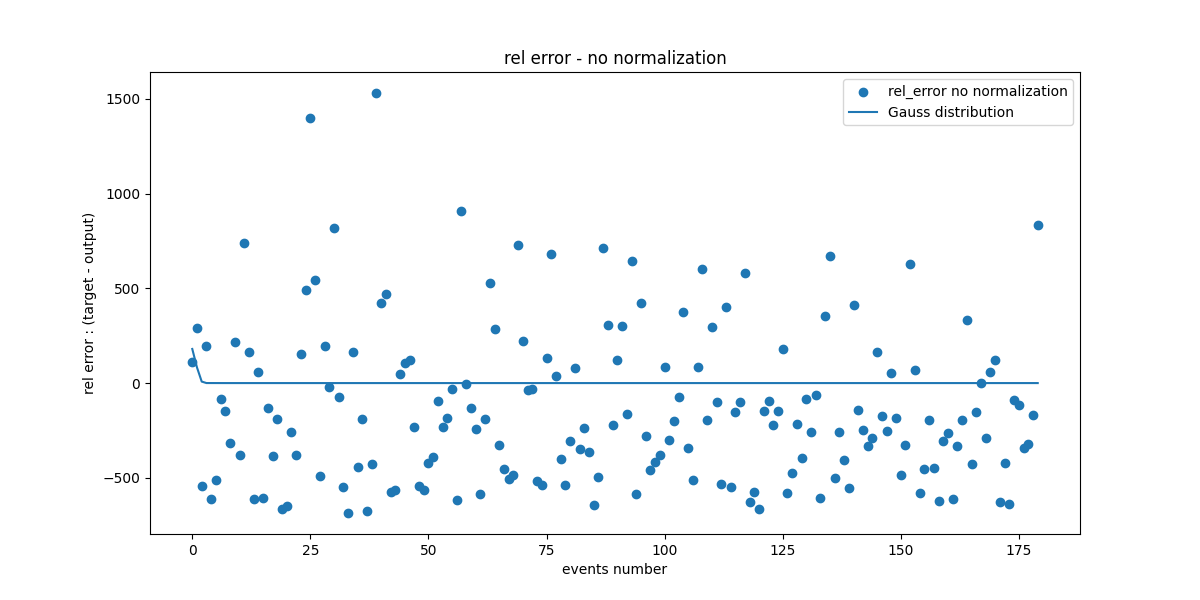 rel error - no normalization
rel_error no normalization
Gauss distribution
rel error : (target - output)
1500
1000
500
0
−500
0 25 50 75 100 125 150 175
events number